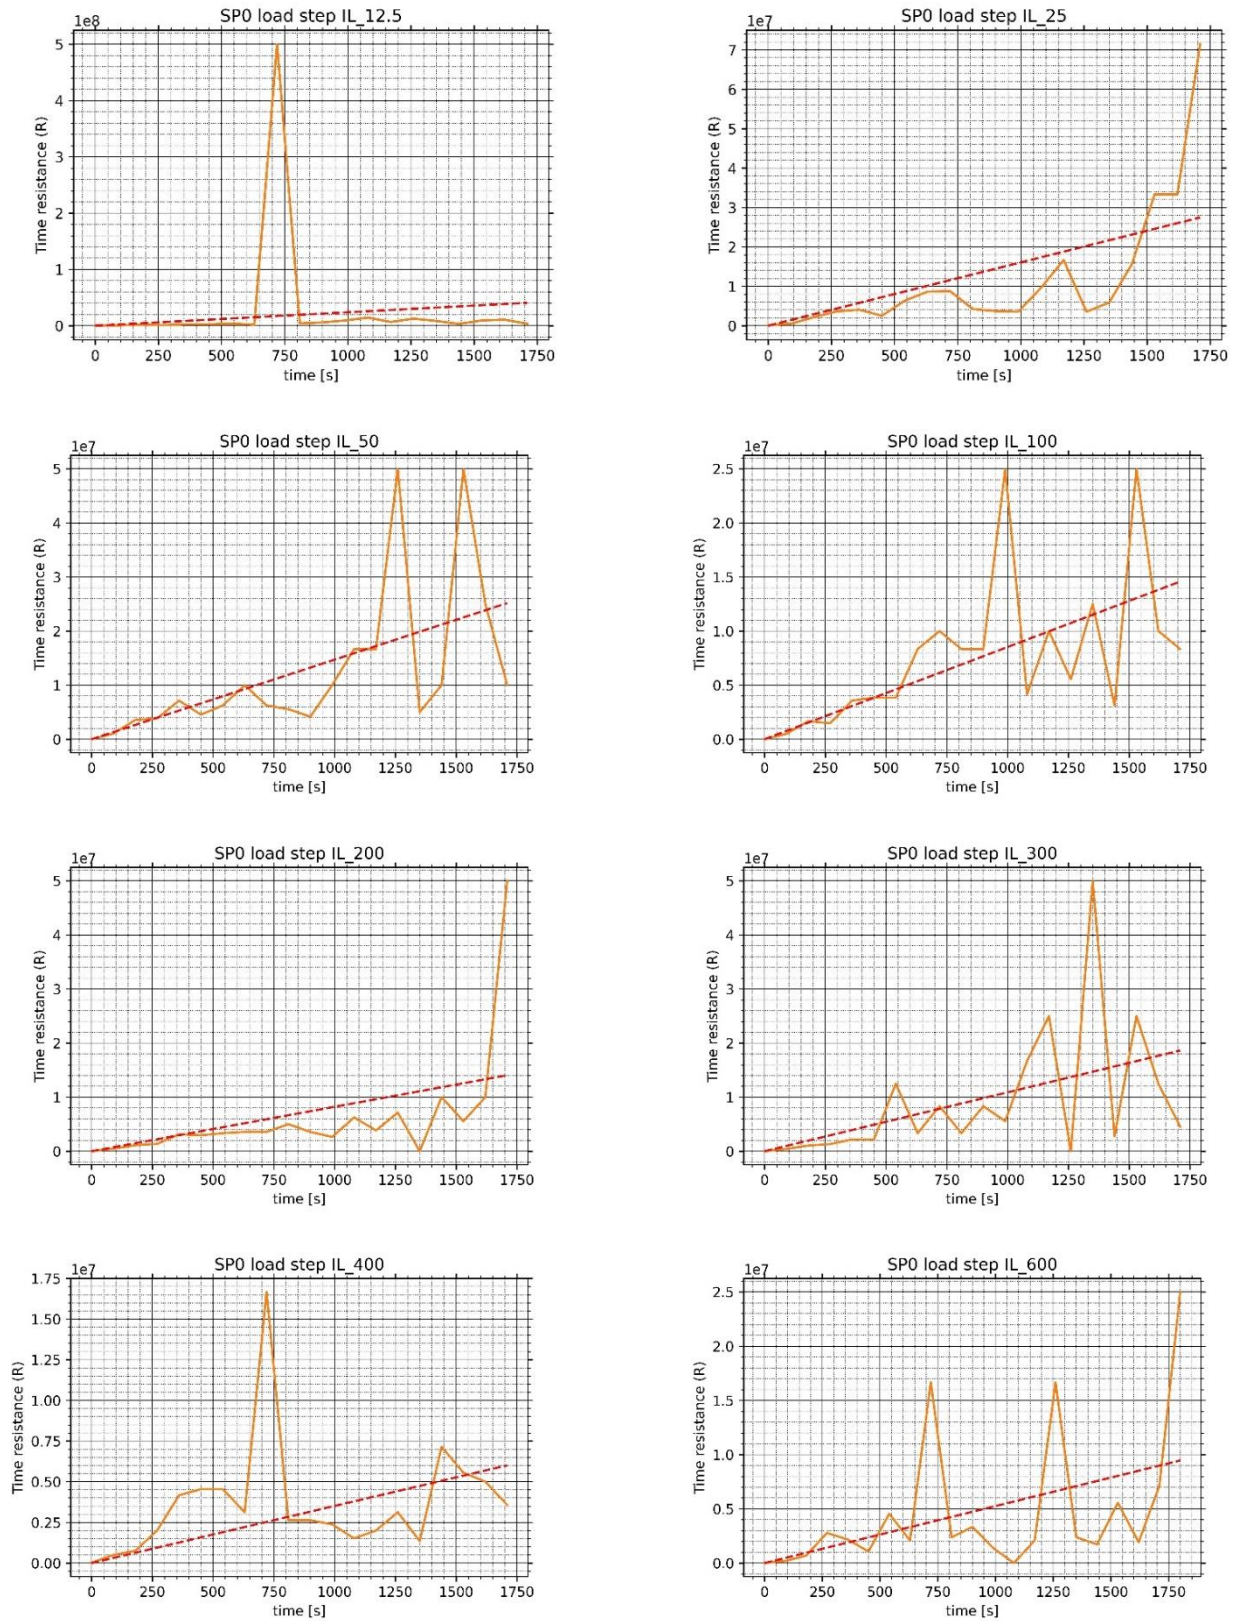 SP0 load step IL_12.5
1e8
5
4
3
2
1
0
Time resistance (R)
0 250 500 750 1000 1250 1500 1750
time [s]
SP0 load step IL_25
1e7
7
6
5
4
3
2
1
0
Time resistance (R)
0 250 500 750 1000 1250 1500 1750
time [s]
SP0 load step IL_50
1e7
5
4
3
2
1
0
Time resistance (R)
0 250 500 750 1000 1250 1500 1750
time [s]
SP0 load step IL_100
1e7
2.5
2.0
1.5
1.0
0.5
0.0
Time resistance (R)
0 250 500 750 1000 1250 1500 1750
time [s]
SP0 load step IL_200
1e7
5
4
3
2
1
0
Time resistance (R)
0 250 500 750 1000 1250 1500 1750
time [s]
SP0 load step IL_300
1e7
5
4
3
2
1
0
Time resistance (R)
0 250 500 750 1000 1250 1500 1750
time [s]
SP0 load step IL_400
1e7
1.75
1.50
1.25
1.00
0.75
0.50
0.25
0.00
Time resistance (R)
0 250 500 750 1000 1250 1500 1750
time [s]
SP0 load step IL_600
1e7
2.5
2.0
1.5
1.0
0.5
0.0
Time resistance (R)
0 250 500 750 1000 1250 1500 1750
time [s]